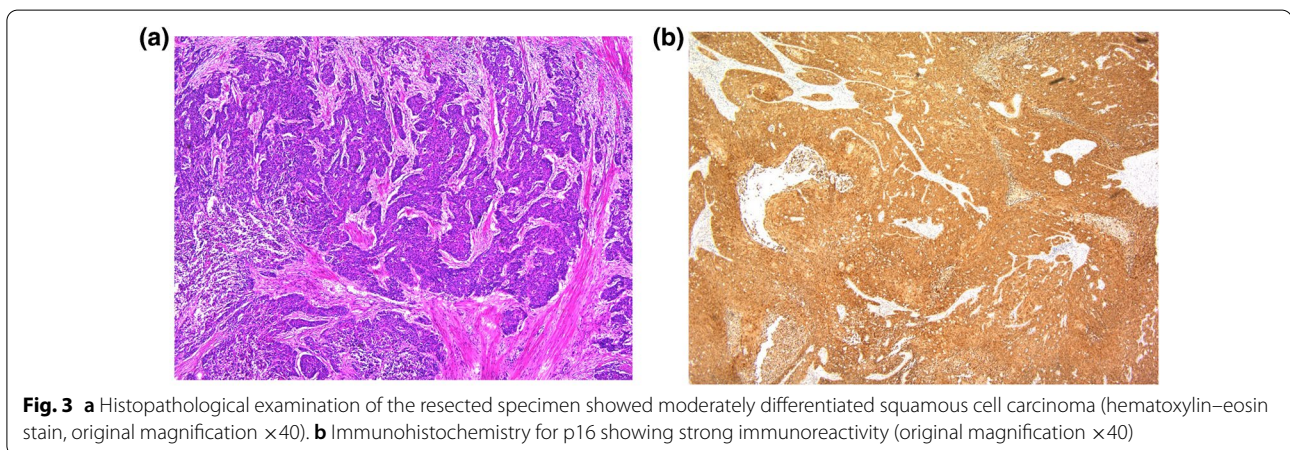 (a)
(b)
Fig. 3 a Histopathological examination of the resected specimen showed moderately differentiated squamous cell carcinoma (hematoxylin–eosin
stain, original magnification ×40). b Immunohistochemistry for p16 showing strong immunoreactivity (original magnification ×40)